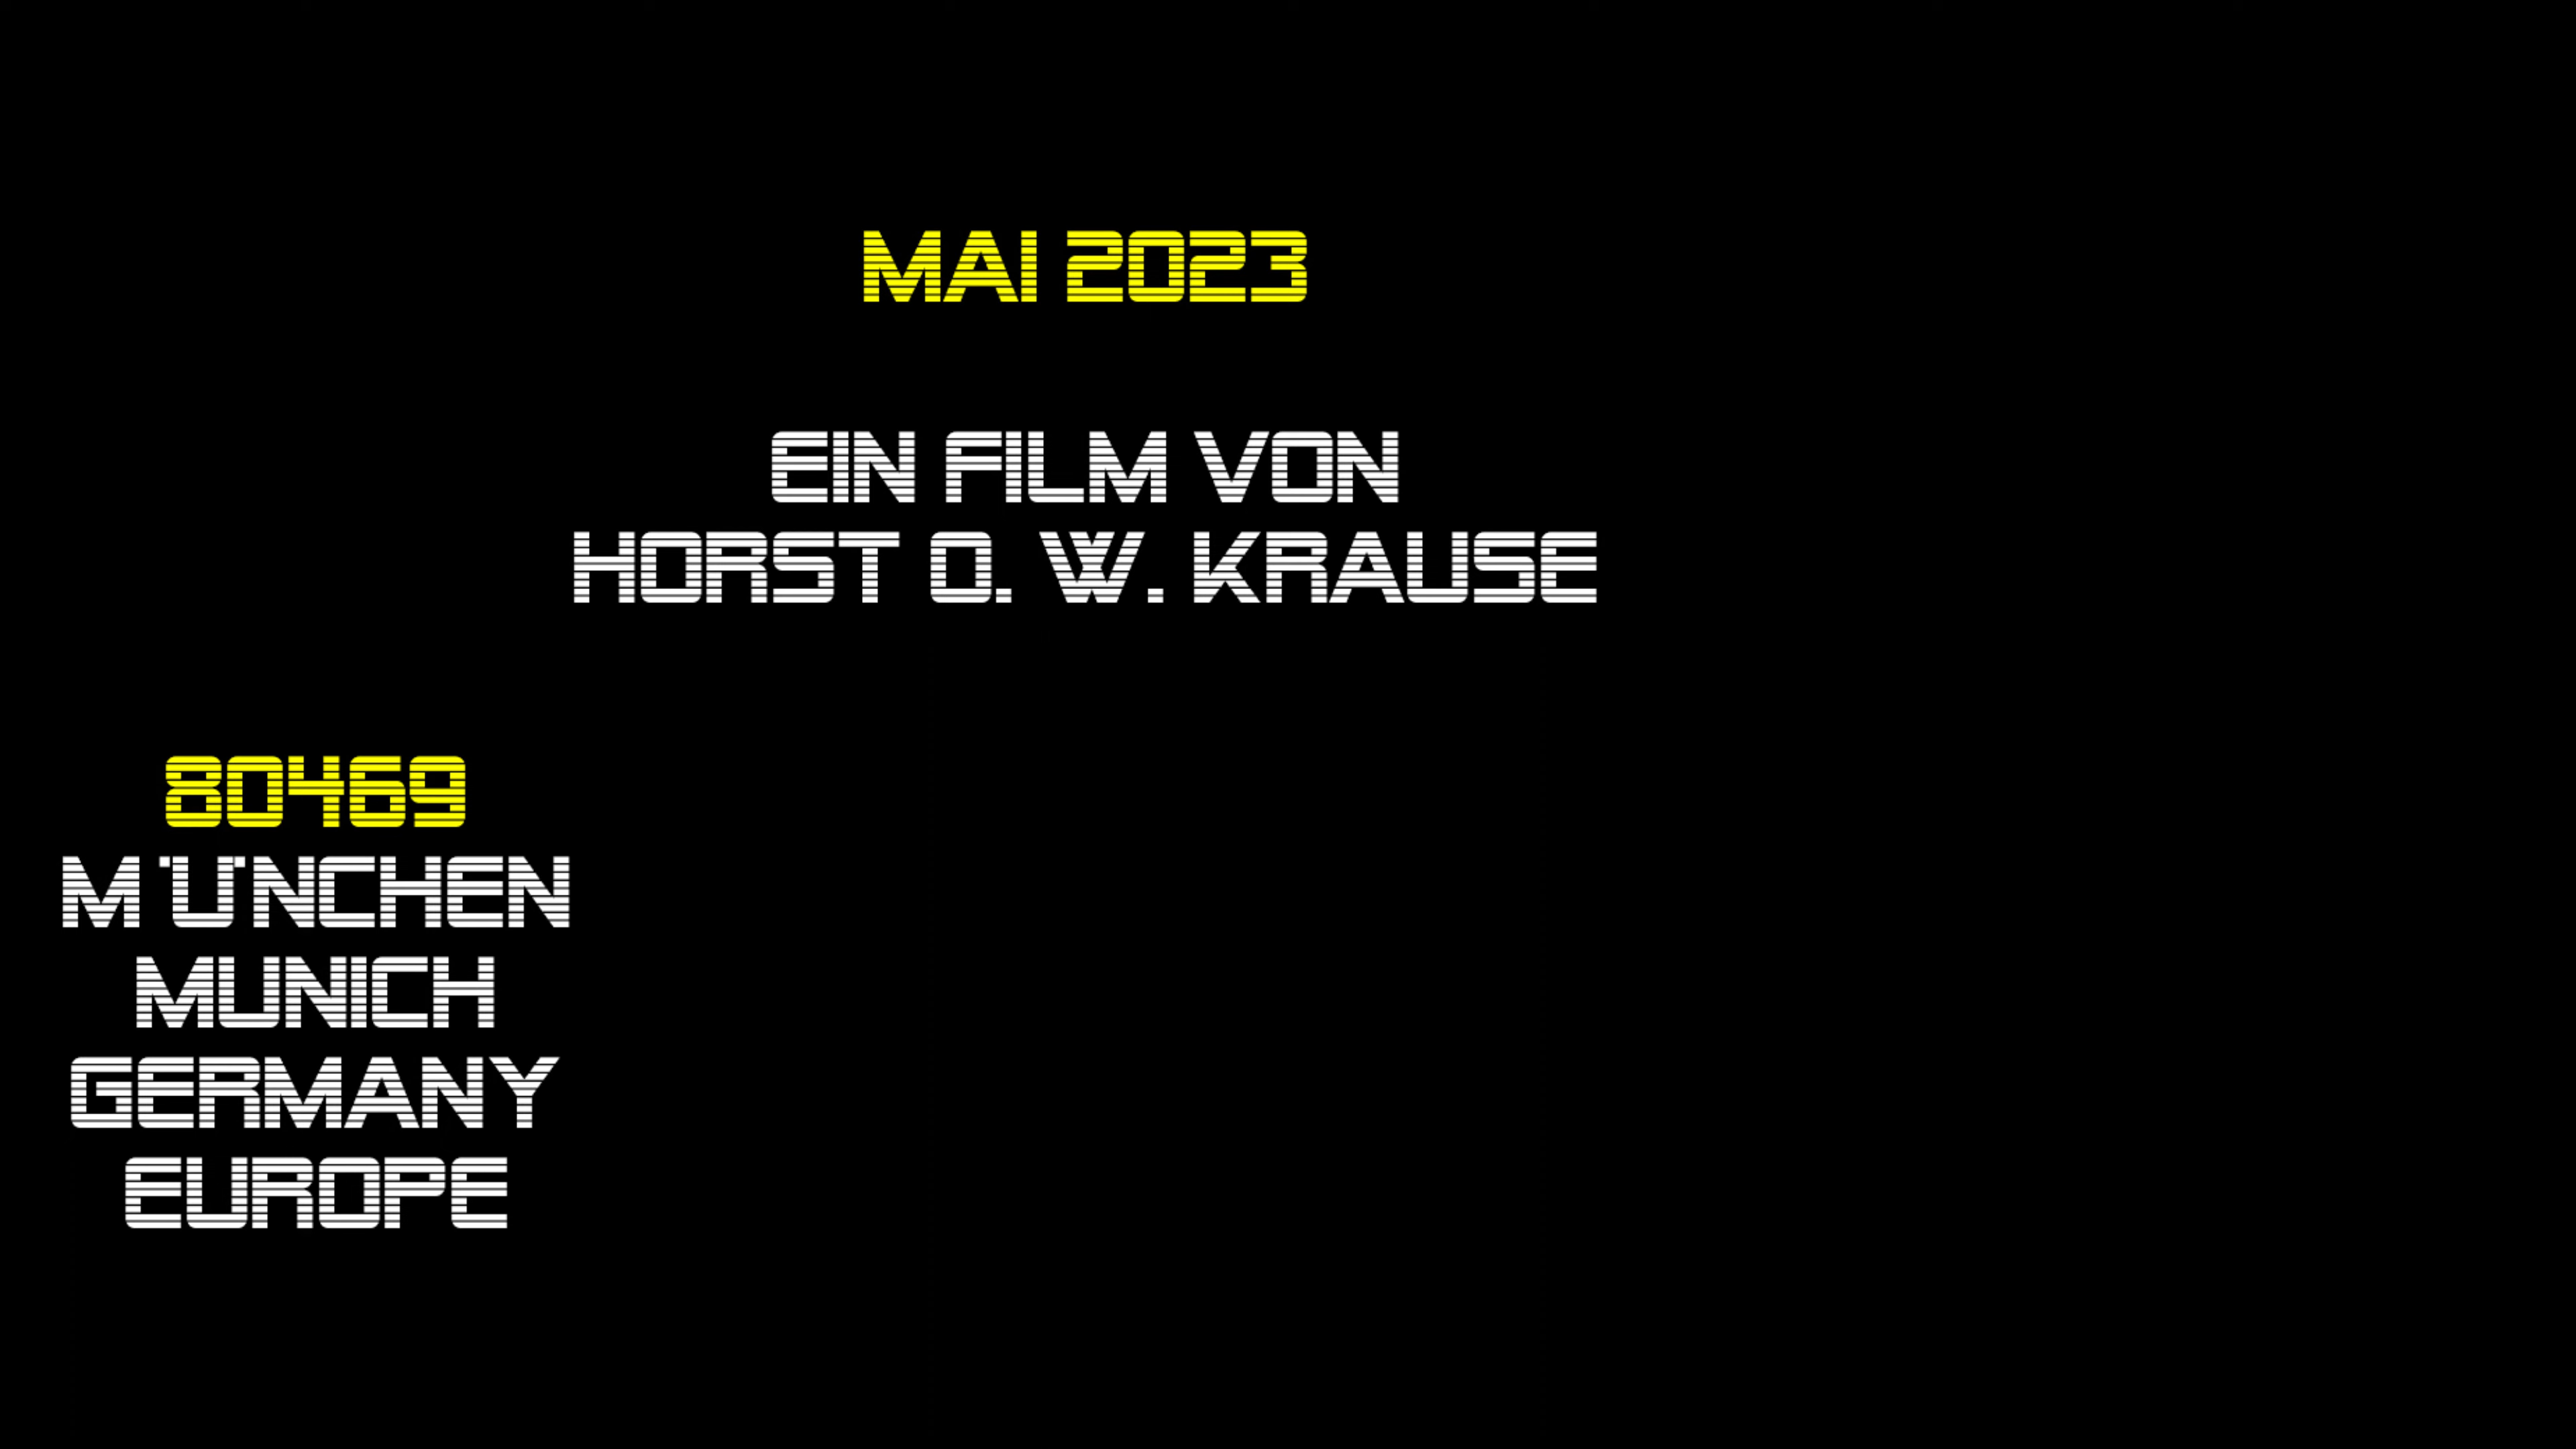 MAI 2023
EIN FILM VON
HORST O. W. KRAUSE
80469
MÜNCHEN
MUNICH
GERMANY
EUROPE